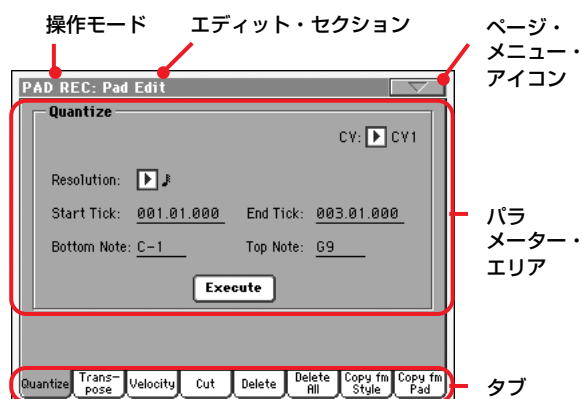 操作モード
エディット・セクション
ページ・
メニュー・
アイコン
PAD REC: Pad Edit
Quantize
CV: CV1
Resolution:
Start Tick: 001.01.000 End Tick: 003.01.000
Bottom Note: C-1 Top Note: G9
Execute
パラ
メーター・
エリア
Quantize Trans-
pose Velocity Cut Delete Delete
All Copy fm
Style Copy fm
Pad
タブ